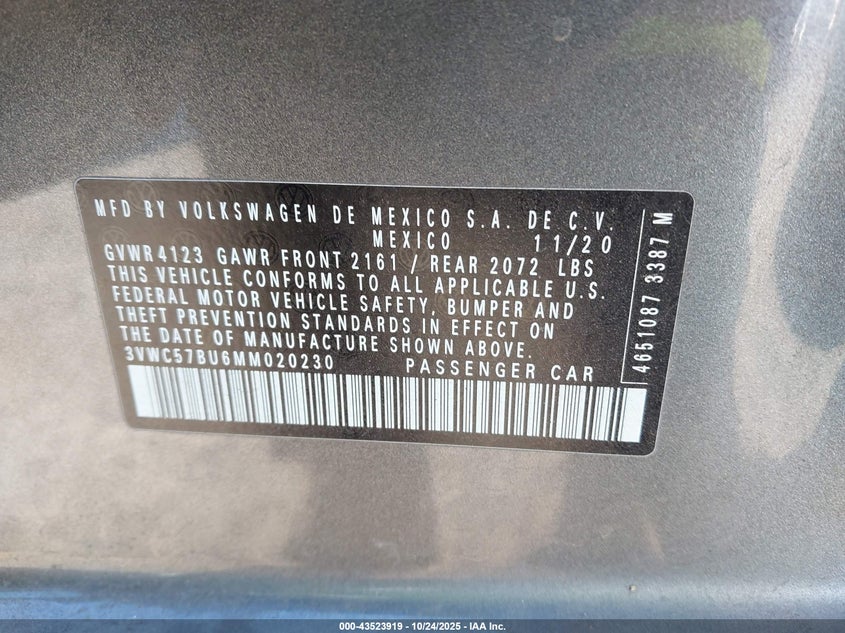 MFD BY VOLKSWAGEN DE MEXICO S.A. DE C.V.
MEXICO 11/20
GVWR 4123 GAWR FRONT 2161 / REAR 2072 LBS
THIS VEHICLE CONFORMS TO ALL APPLICABLE U.S.
FEDERAL MOTOR VEHICLE SAFETY, BUMPER AND
THEFT PREVENTION STANDARDS IN EFFECT ON
THE DATE OF MANUFACTURE SHOWN ABOVE.
3VWC57BU6MM020230 PASSENGER CAR
4651087 3387 M
000-43523919 - 10/24/2025 - IAA Inc.